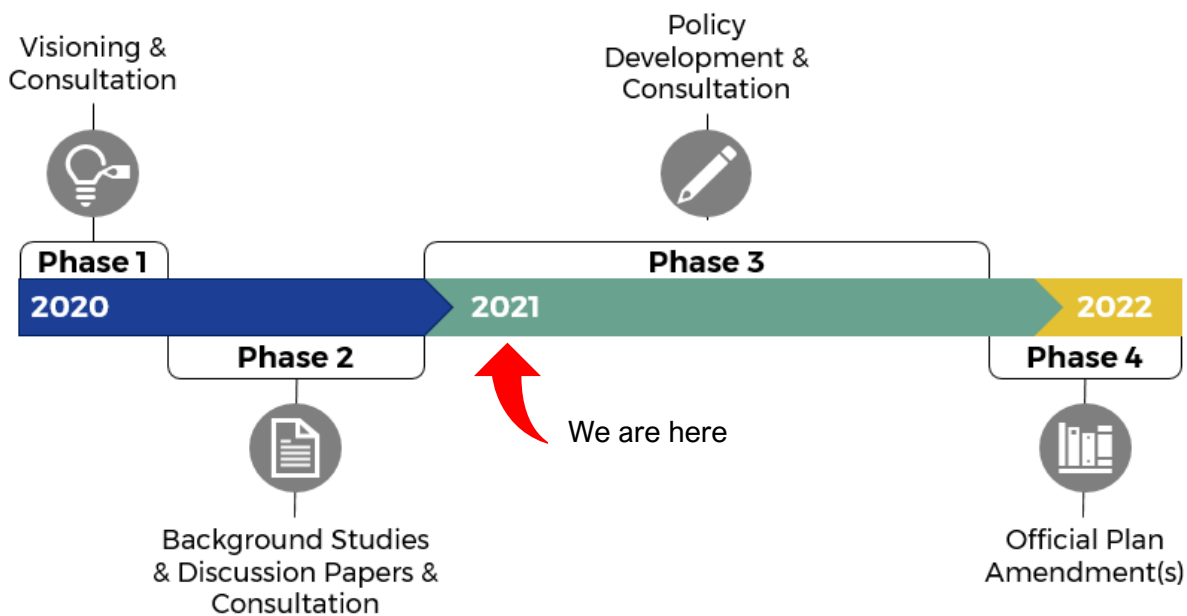 Visioning &
Consultation
Policy
Development &
Consultation
Phase 1
Phase 3
2020
2021
2022
Phase 2
Phase 4
We are here
Background Studies
& Discussion Papers &
Consultation
Official Plan
Amendment(s)